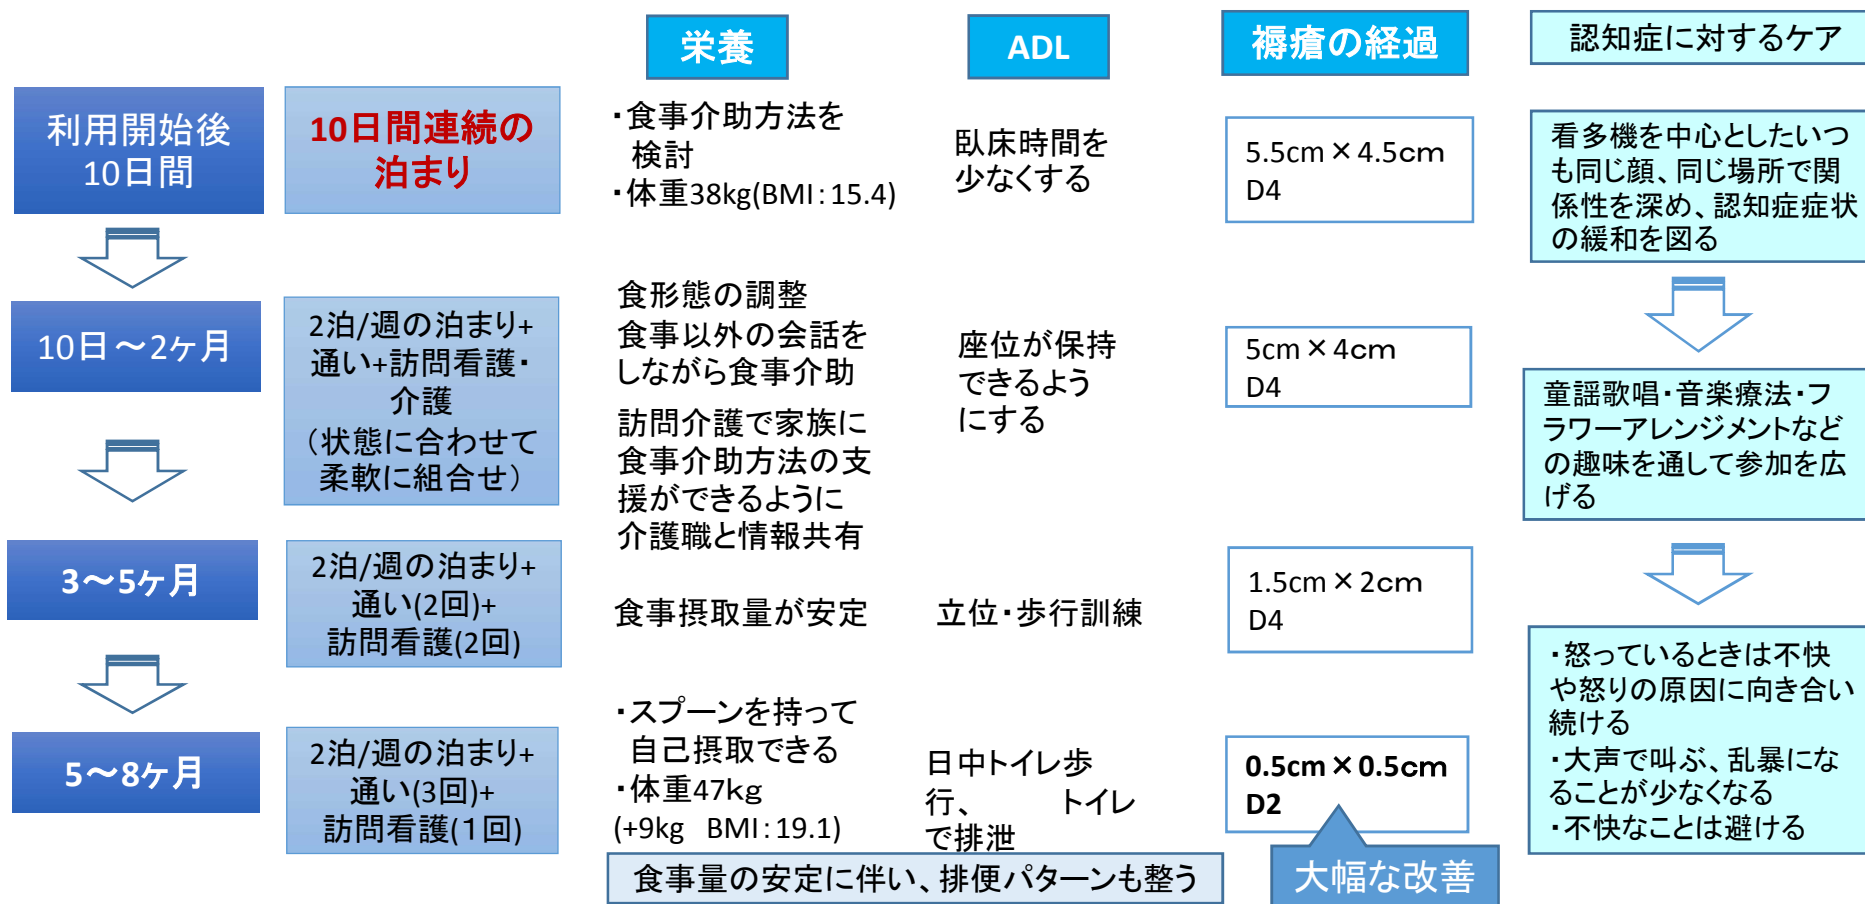 栄養
ADL
褥瘡の経過
認知症に対するケア
利用開始後
10日間
10日間連続の
泊まり
・食事介助方法を
検討
・体重38kg(BMI：15.4)
臥床時間を
少なくする
5.5cm×4.5cm
D4
看多機を中心としたいつ
も同じ顔、同じ場所で関
係性を深め、認知症症状
の緩和を図る
10日～2ヶ月
2泊/週の泊まり+
通い+訪問看護・
介護
（状態に合わせて
柔軟に組合せ）
食形態の調整
食事以外の会話を
しながら食事介助
訪問介護で家族に
食事介助方法の支
援ができるように
介護職と情報共有
座位が保持
できるよう
にする
5cm×4cm
D4
童謡歌唱・音楽療法・フ
ラワーアレンジメントなど
の趣味を通して参加を広
げる
3～5ヶ月
2泊/週の泊まり+
通い(2回)+
訪問看護(2回)
食事摂取量が安定
立位・歩行訓練
1.5cm×2cm
D4
・怒っているときは不快
や怒りの原因に向き合い
続ける
・大声で叫ぶ、乱暴にな
ることが少なくなる
・不快なことは避ける
5～8ヶ月
2泊/週の泊まり+
通い(3回)+
訪問看護(１回)
・スプーンを持って
自己摂取できる
・体重47kg
(+9kg BMI：19.1)
日中トイレ歩
行、 トイレ
で排泄
0.5cm×0.5cm
D2
食事量の安定に伴い、排便パターンも整う
大幅な改善